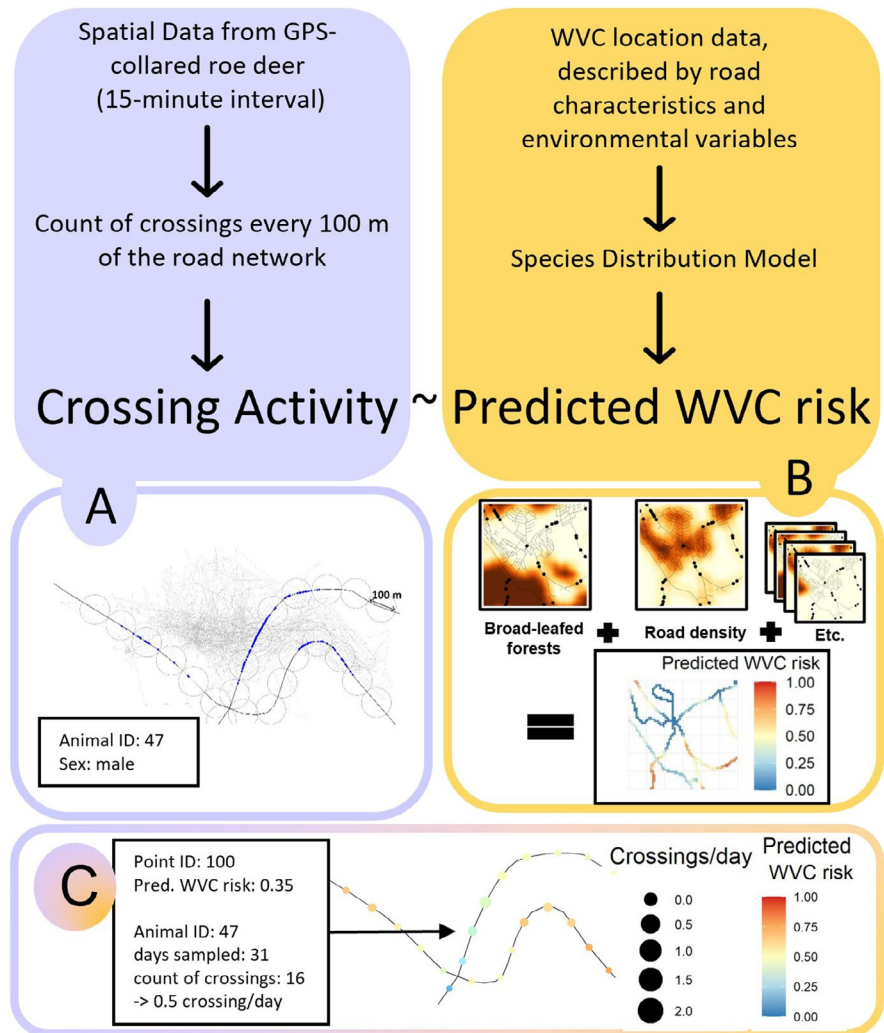 Spatial Data from GPS-
collared roe deer
(15-minute interval)
Count of crossings every 100 m
of the road network
WVC location data,
described by road
characteristics and
environmental variables
Species Distribution Model
Crossing Activity ~ Predicted WVC risk
A
100 m
Animal ID: 47
Sex: male
B
Broad-leafed
forests
+
Road density
+
Etc.
=
Predicted WVC risk
1.00
0.75
0.50
0.25
0.00
C
Point ID: 100
Pred. WVC risk: 0.35
Animal ID: 47
days sampled: 31
count of crossings: 16
-> 0.5 crossing/day
Crossings/day
0.0
0.5
1.0
1.5
2.0
Predicted
WVC risk
1.00
0.75
0.50
0.25
0.00